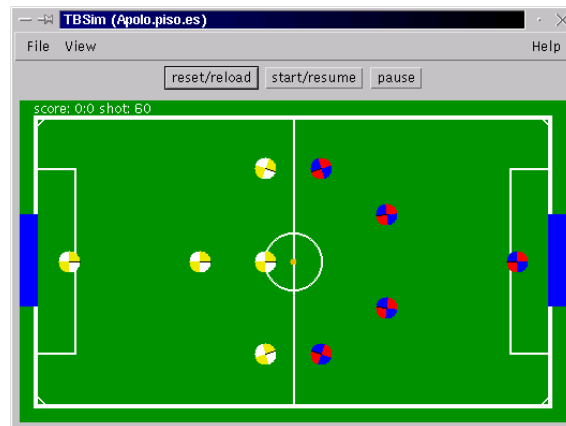 TBSim (Apolo.piso.es)
File View Help
reset/reload start/resume pause
score: 0:0 shot: 60